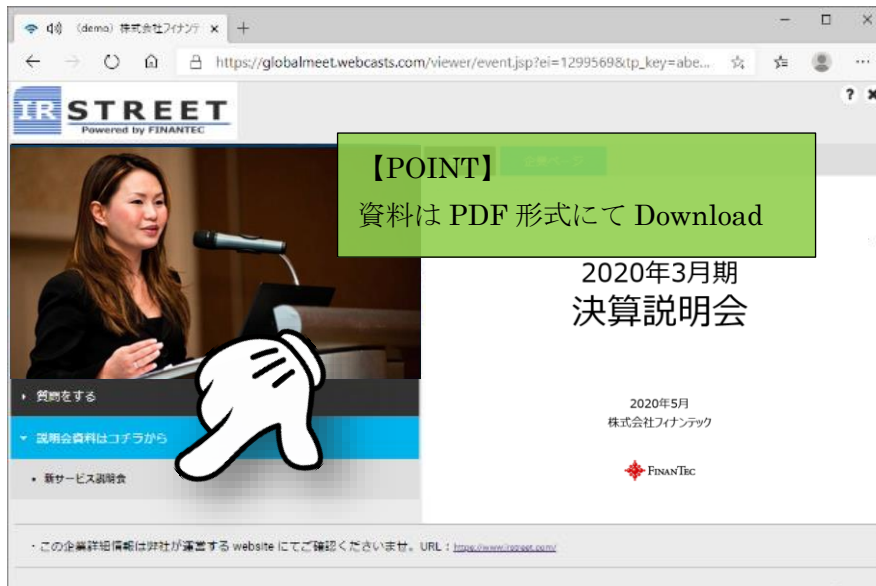 (demo) 株式会社フィナンテ
https://globalmeet.webcasts.com/viewer/event.jsp?ei=1299569&tp_key=abe...
IR STREET
Powered by FINANTEC
【POINT】
資料は PDF 形式にて Download
2020年3月期
決算説明会
2020年5月
株式会社フィナンテック
FINANTEC
質問をする
説明会資料はコチラから
新サービス説明会
・この企業詳細情報は弊社が運営する website にてご確認くださいませ。URL：https://www.irstreet.com/